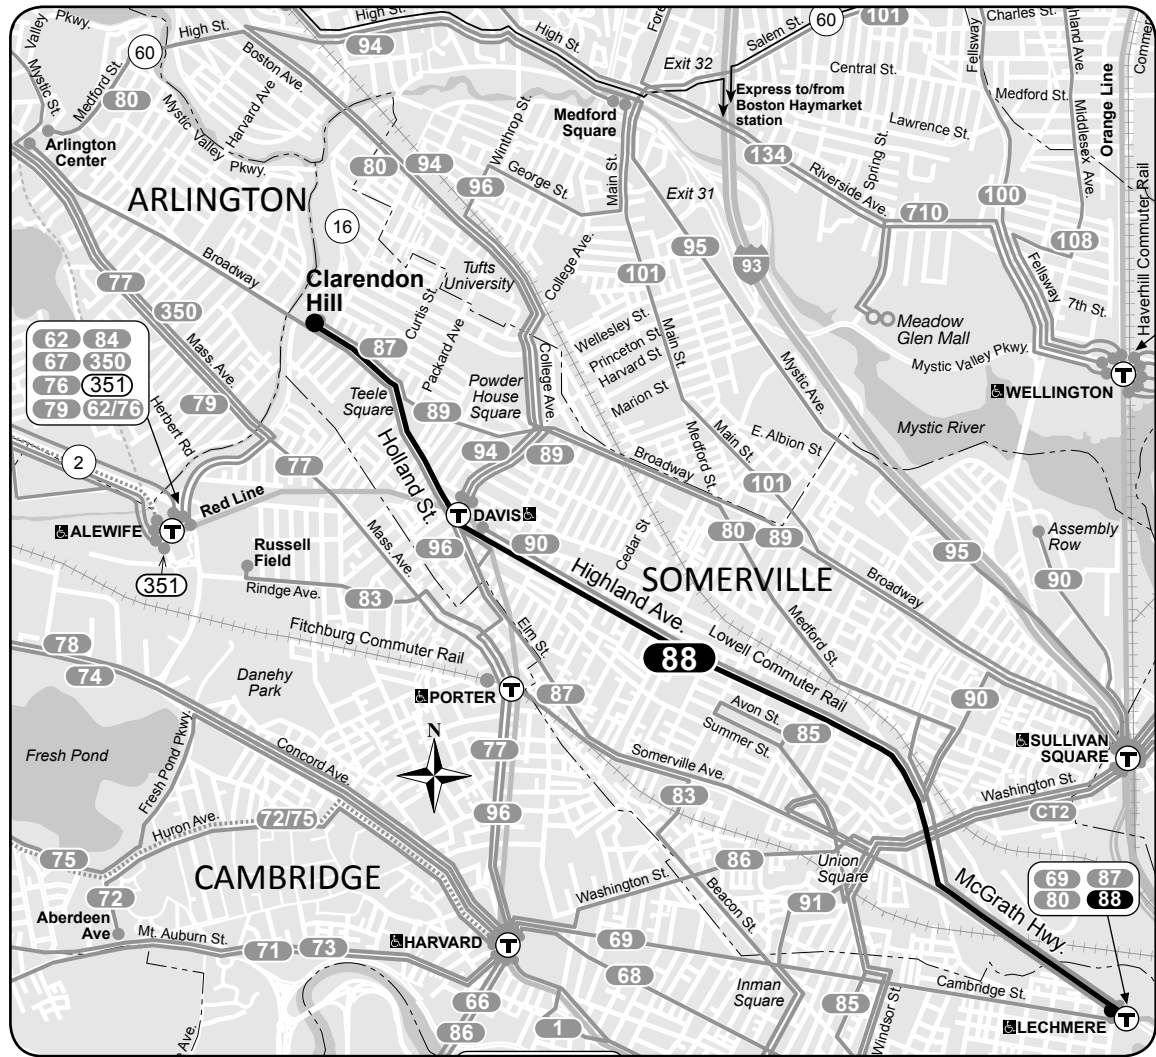 Pkwy.
Valley
Mystic St.
60
High St.
94
High St.
High St.
Fore
Salem St.
60
101
Charles St.
Fellsway
hland Ave.
Commer
Medford St.
80
Boston Ave.
Harvard Ave
Mystic Valley Pkwy.
Exit 32
Central St.
Medford St.
Middlesex Ave.
Orange Line
Express to/from
Boston Haymarket
station
Medford
Square
Lawrence St.
Spring St.
Arlington
Center
Winthrop St.
George St.
Main St.
80
94
96
134
Riverside Ave.
Exit 31
100
710
Haverhill Commuter Rail
ARLINGTON
16
Broadway
95
93
108
Fellsway
7th St.
Clarendon
Hill
Tufts
University
College Ave.
101
77
350
Curtis St.
Packard Ave
87
Wellesley St.
Princeton St.
Harvard St
Marion St
Main St.
Meadow
Glen Mall
Mystic Valley Pkwy.
WELLINGTON
T
62 84
67 350
76 351
79 62/76
Mass. Ave.
79
Herbert Rd
Teele
Square
89
Powder
House
Square
College Ave.
Mystic Ave.
Mystic River
Holland St.
94
89
Broadway
Medford St.
Main St.
E. Albion St
101
2
77
Red Line
T
DAVIS
ALEWIFE
T
351
Russell
Field
Mass. Ave.
96
90
Cedar St
80
89
95
Assembly
Row
90
Rindge Ave.
83
Highland Ave.
SOMERVILLE
Broadway
Fitchburg Commuter Rail
Elm St.
Medford St.
Lowell Commuter Rail
78
74
Danehy
Park
88
PORTER
T
87
Avon St.
Summer St.
85
90
SULLIVAN
SQUARE
T
N
Fresh Pond
Fresh Pond Pkwy.
Concord Ave.
77
Somerville Ave.
83
Washington St.
CT2
Huron Ave.
72/75
96
75
CAMBRIDGE
86
Union
Square
72
Aberdeen
Ave
Washington St.
Beacon St.
91
McGrath Hwy.
69 87
80 88
Mt. Auburn St.
71
73
HARVARD
T
69
68
Inman
Square
85
Cambridge St.
Windsor St.
66
86
1
LECHMERE
T
Ave.